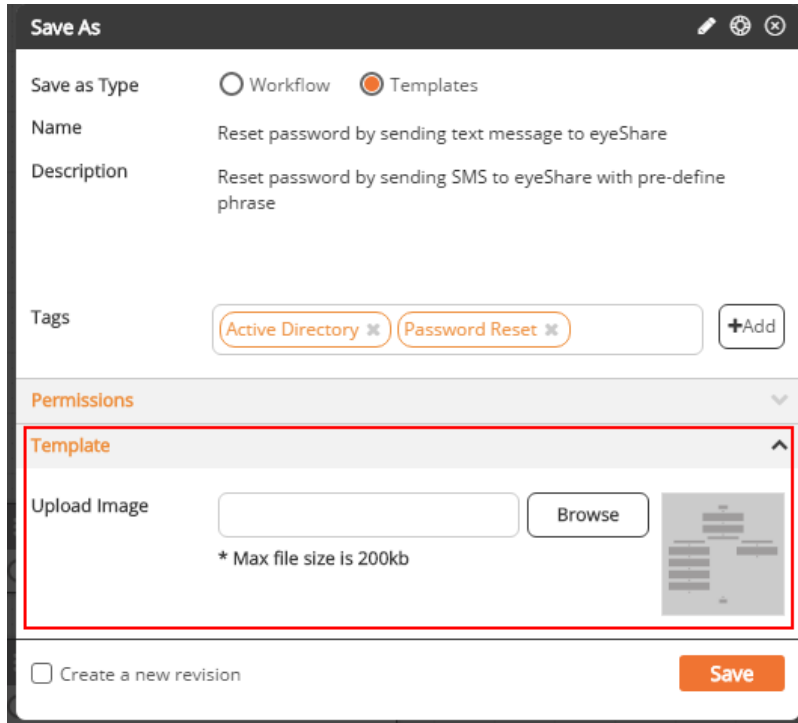 Save As
Save as Type Workflow Templates
Name Reset password by sending text message to eyeShare
Description Reset password by sending SMS to eyeShare with pre-define
phrase
Tags Active Directory Password Reset +Add
Permissions
Template
Upload Image Browse
* Max file size is 200kb
Create a new revision Save